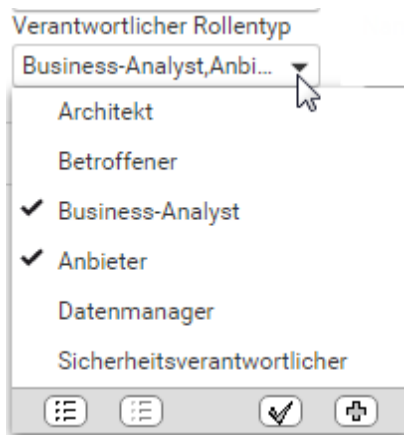 Verantwortlicher Rollentyp
Business-Analyst,Anbi...
Architekt
Betroffener
Business-Analyst
Anbieter
Datenmanager
Sicherheitsverantwortlicher